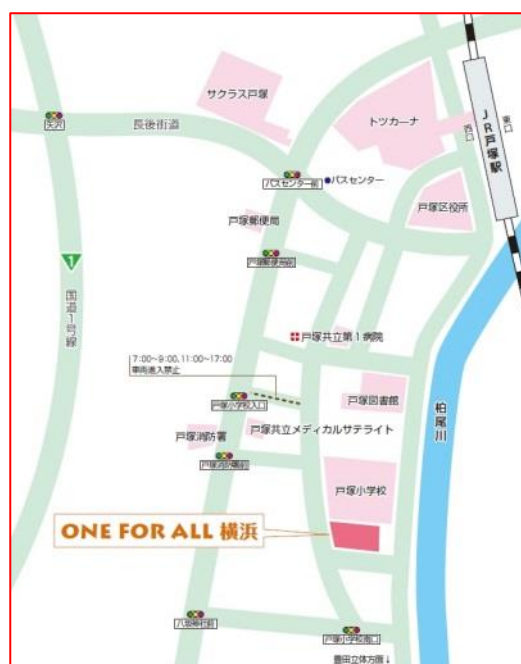 サクラス戸塚
トツカーナ
JR戸塚駅
東口
西口
矢沢
長後街道
バスセンター前
バスセンター
戸塚区役所
戸塚郵便局
戸塚郵便局前
1
国道1号線
戸塚共立第1病院
7:00～9:00、11:00～17:00
車両進入禁止
戸塚小学校入口
戸塚図書館
柏尾川
戸塚消防署
戸塚共立メディカルサテライト
戸塚消防署前
戸塚小学校
ONE FOR ALL 横浜
八坂神社前
戸塚小学校南口
豊田立体方面↓